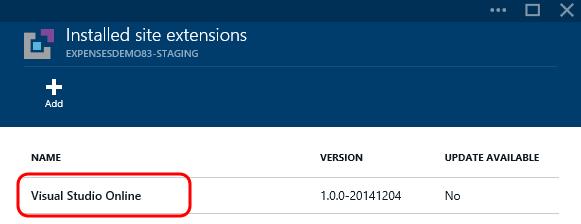 Installed site extensions
EXPENSESDEMO83-STAGING
Add
NAME VERSION UPDATE AVAILABLE
Visual Studio Online 1.0.0-20141204 No